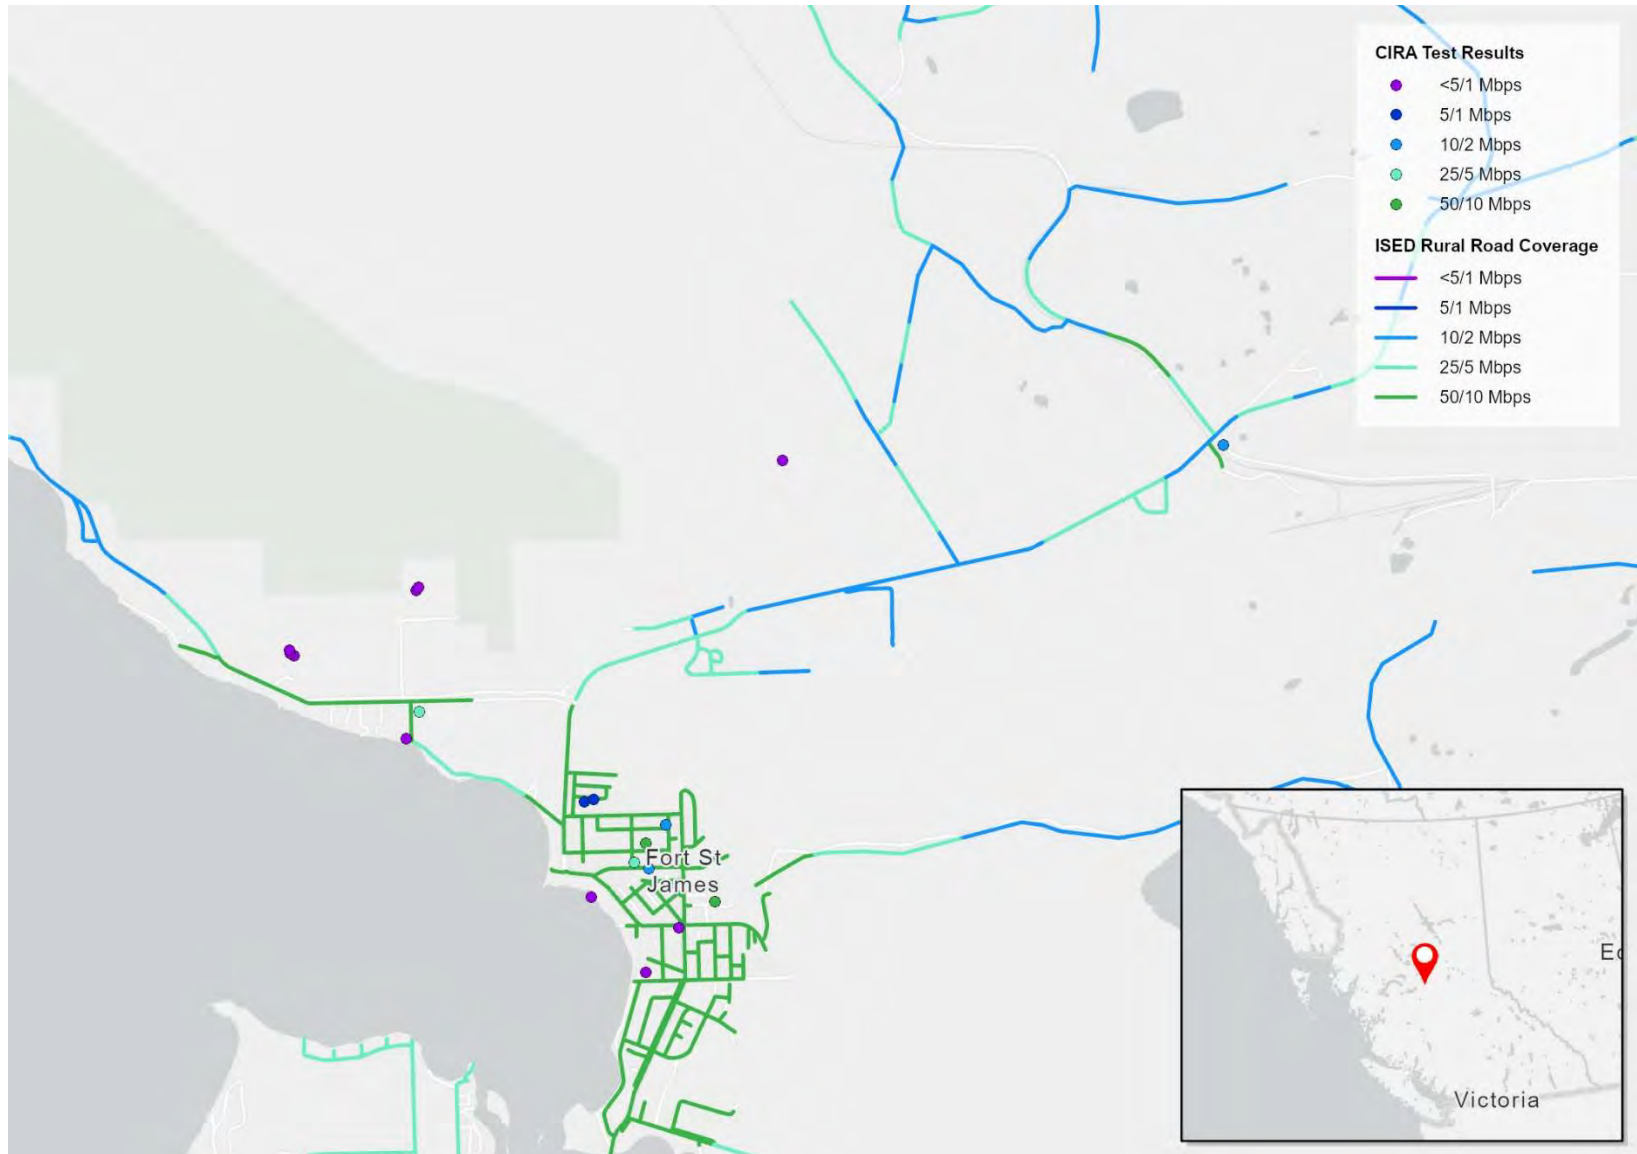 CIRA Test Results
<5/1 Mbps
5/1 Mbps
10/2 Mbps
25/5 Mbps
50/10 Mbps
ISED Rural Road Coverage
<5/1 Mbps
5/1 Mbps
10/2 Mbps
25/5 Mbps
50/10 Mbps
Fort St
James
Victoria